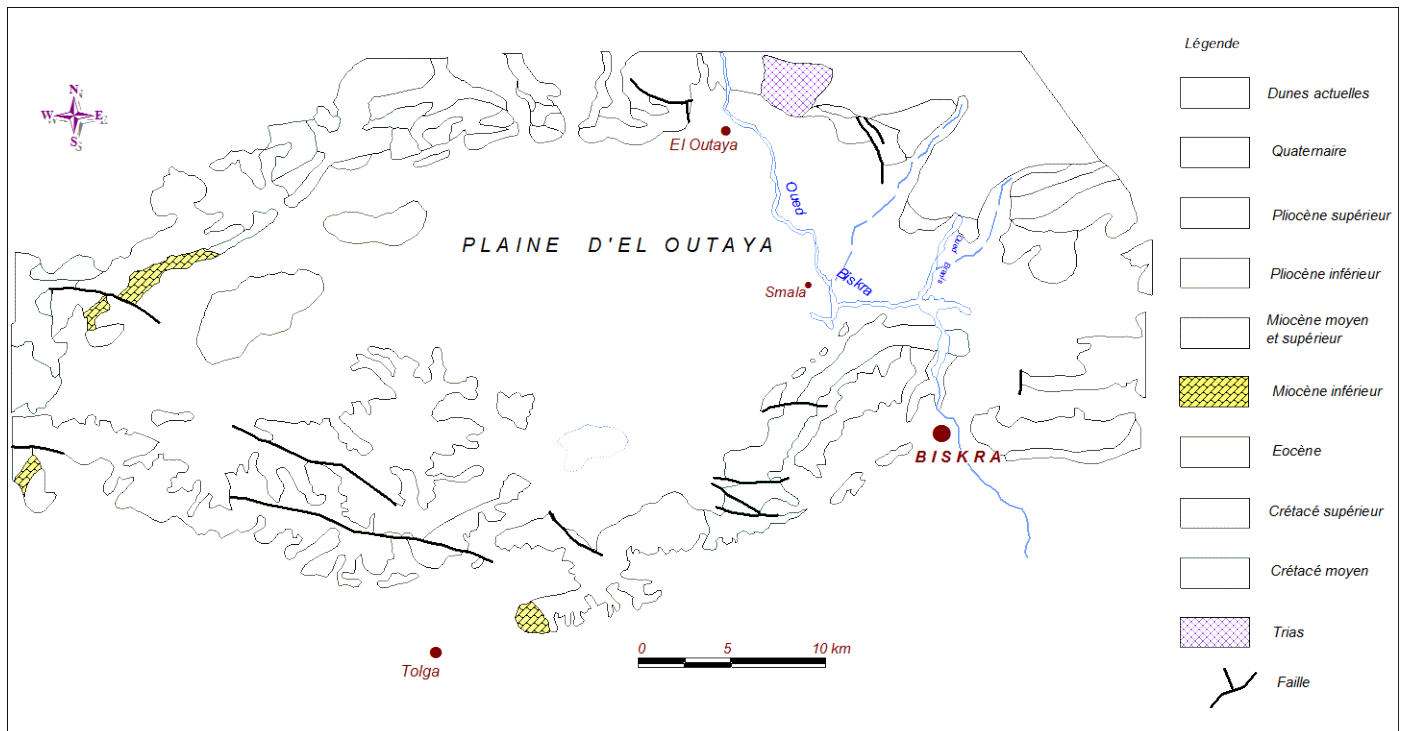 N
W E
S
El Outaya
Oued
PLAINE D'EL OUTAYA
Oued
Biskra
Smala
BISKRA
Tolga
0 5 10 km
Légende
Dunes actuelles
Quaternaire
Pliocène supérieur
Pliocène inférieur
Miocène moyen
et supérieur
Miocène inférieur
Eocène
Crétacé supérieur
Crétacé moyen
Trias
Faille